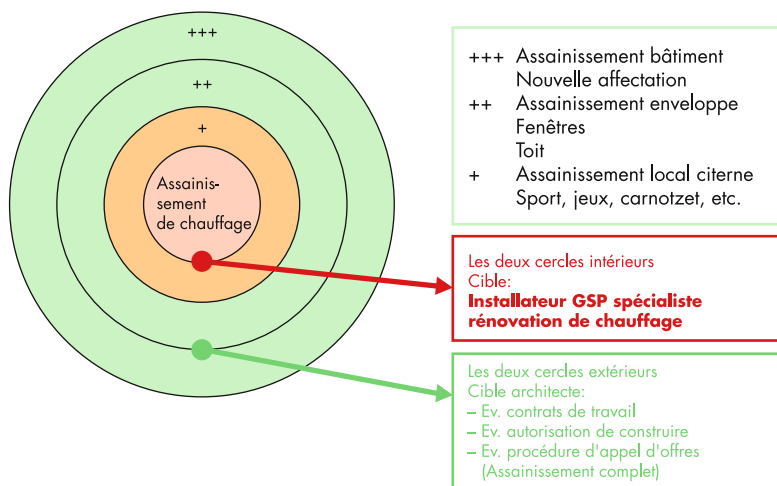 +++
++
+
Assainis-
sement
de chauffage
+++ Assainissement bâtiment
Nouvelle affectation
++ Assainissement enveloppe
Fenêtres
Toit
+ Assainissement local citerne
Sport, jeux, carnotzet, etc.
Les deux cercles intérieurs
Cible:
Installateur GSP spécialiste
rénovation de chauffage
Les deux cercles extérieurs
Cible architecte:
– Ev. contrats de travail
– Ev. autorisation de construire
– Ev. procédure d'appel d'offres
(Assainissement complet)